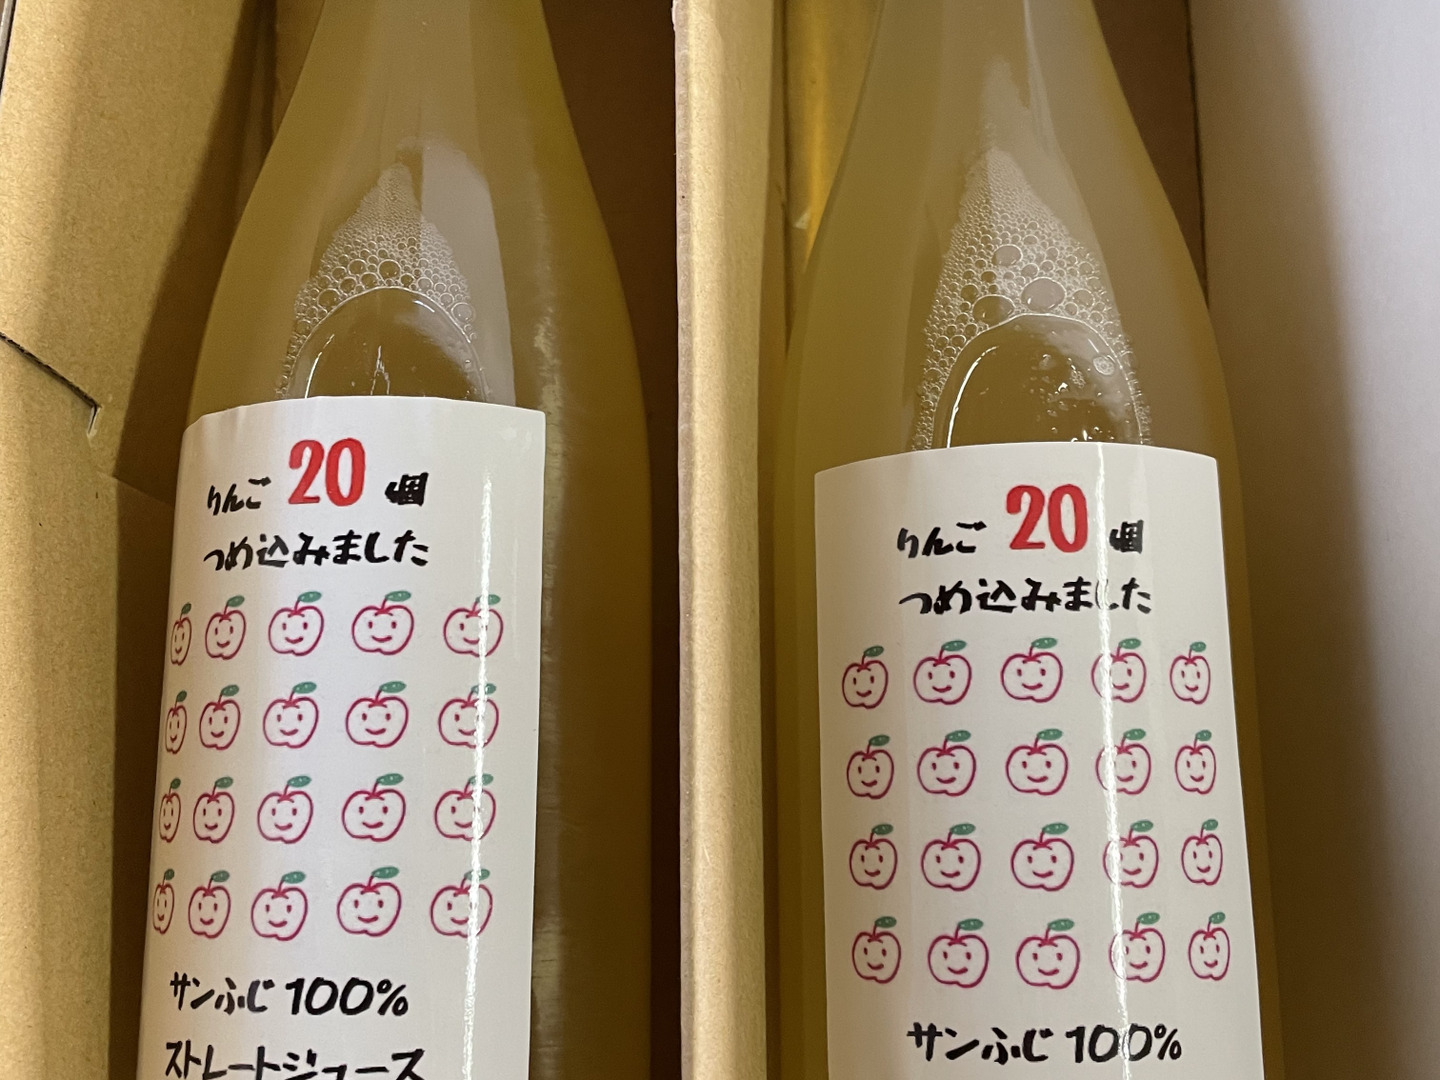 りんご 20 個
つめ込みました
サンふじ 100%
ストレートジュース
りんご 20 個
つめ込みました
サンふじ 100%